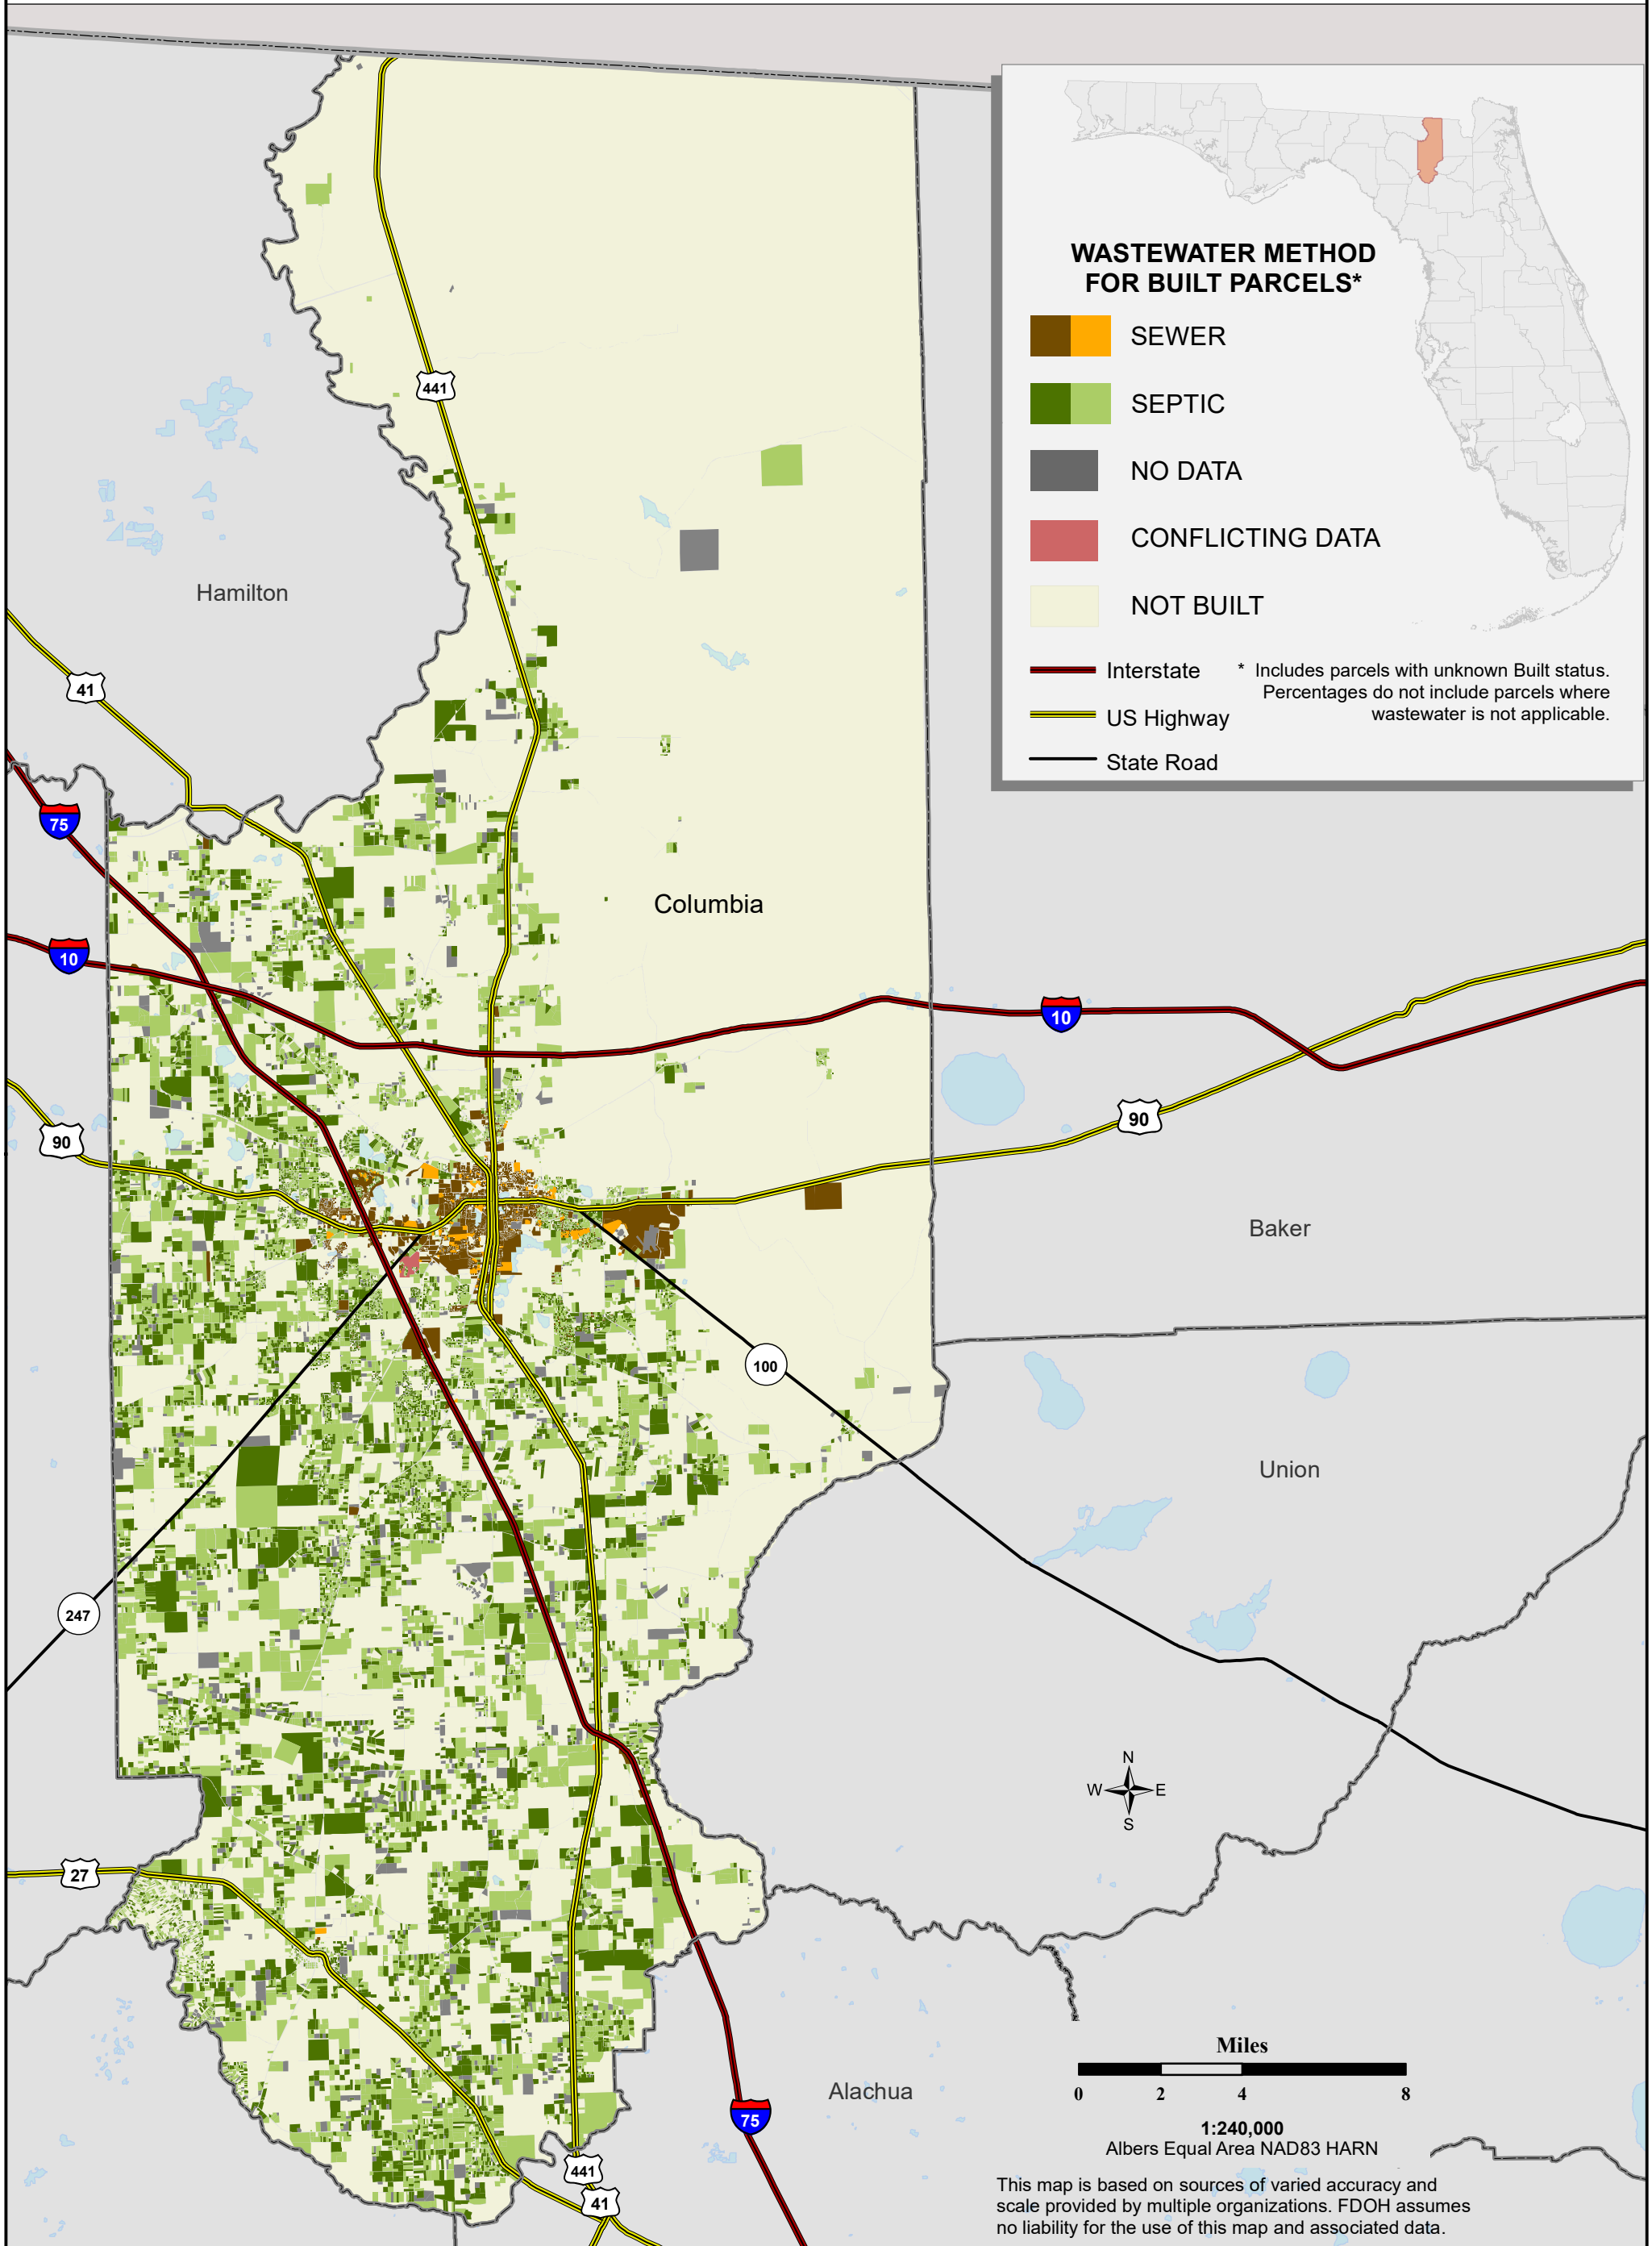 WASTEWATER METHOD
FOR BUILT PARCELS*
SEWER
SEPTIC
NO DATA
CONFLICTING DATA
NOT BUILT
Interstate
US Highway
State Road
* Includes parcels with unknown Built status.
Percentages do not include parcels where
wastewater is not applicable.
441
Hamilton
41
75
Columbia
10
10
90
90
Baker
100
Union
247
N
W E
S
27
Miles
0 2 4 8
1:240,000
Albers Equal Area NAD83 HARN
Alachua
75
441
41
This map is based on sources of varied accuracy and
scale provided by multiple organizations. FDOH assumes
no liability for the use of this map and associated data.